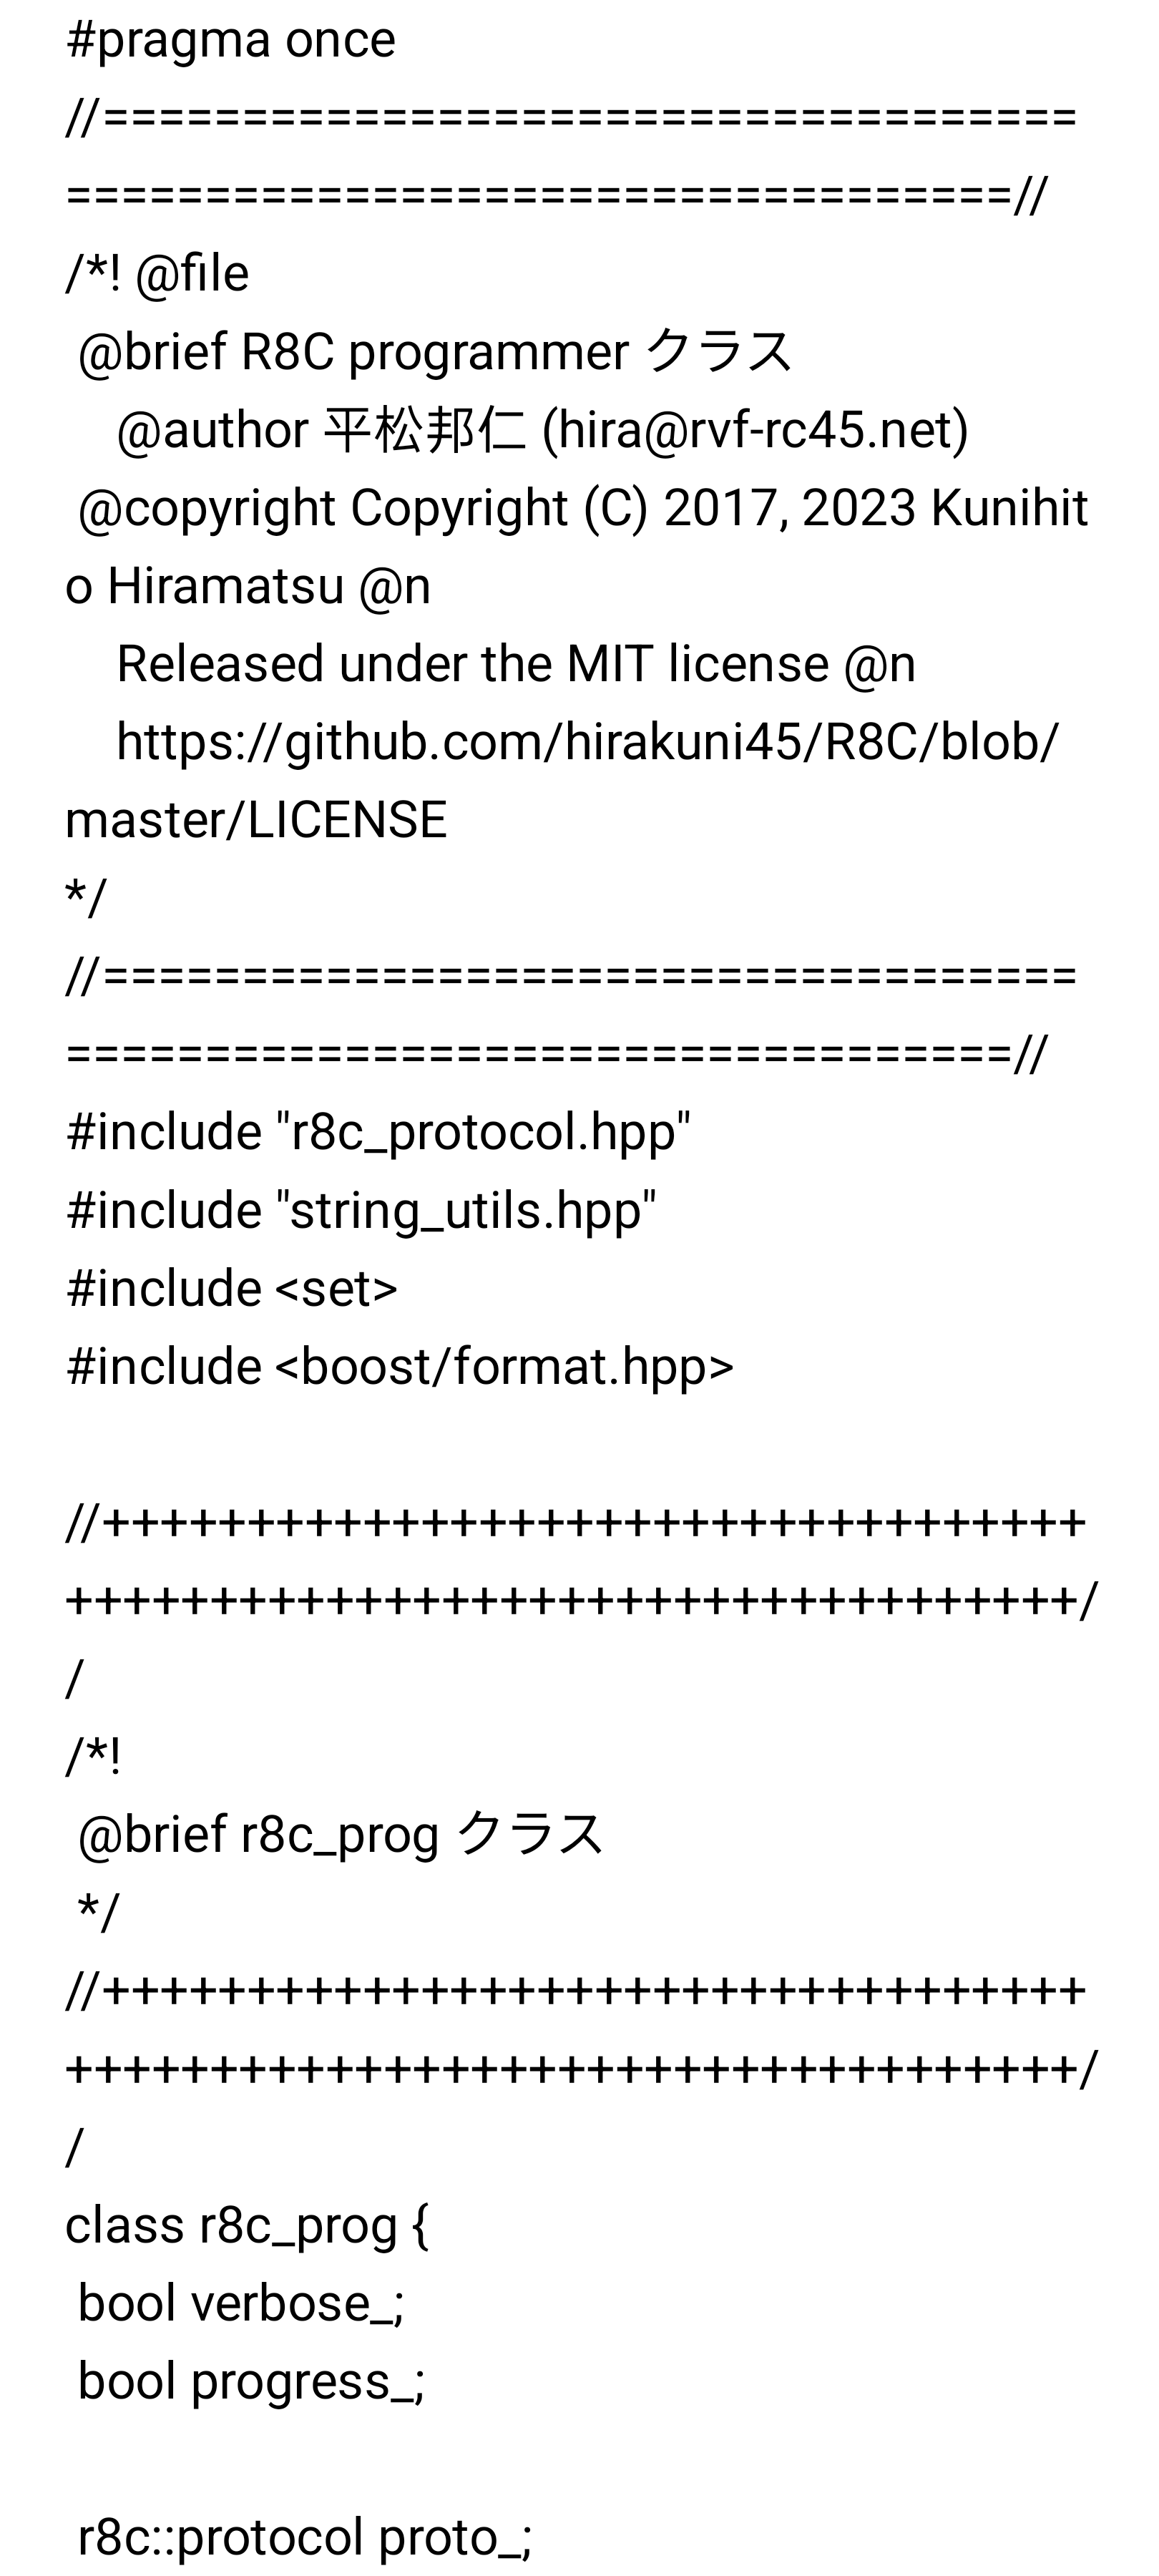 #pragma once
//===================================
==================================//
/*! @file
@brief R8C programmer クラス
@author 平松邦仁 (hira@rvf-rc45.net)
@copyright Copyright (C) 2017, 2023 Kunihit
o Hiramatsu @n
Released under the MIT license @n
https://github.com/hirakuni45/R8C/blob/
master/LICENSE
*/
//===================================
==================================//
#include "r8c_protocol.hpp"
#include "string_utils.hpp"
#include <set>
#include <boost/format.hpp>
//++++++++++++++++++++++++++++++++++
+++++++++++++++++++++++++++++++++++/
/
/*!
@brief r8c_prog クラス
*/
//++++++++++++++++++++++++++++++++++
+++++++++++++++++++++++++++++++++++/
/
class r8c_prog {
bool verbose_;
bool progress_;
r8c::protocol proto_;